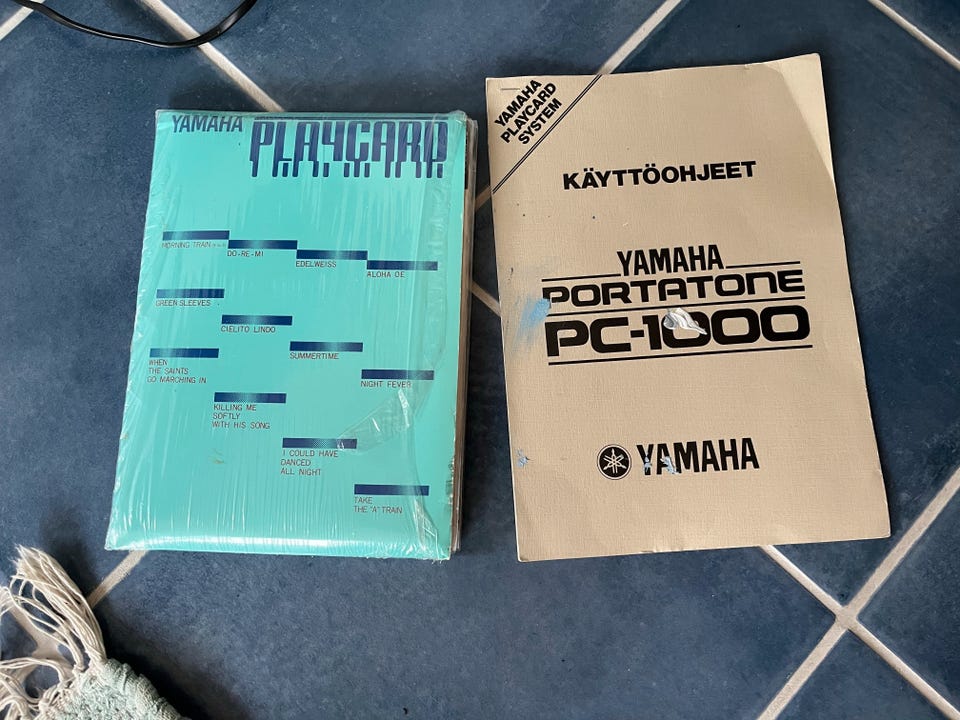 YAMAHA PLAYCARD
MORNING TRAIN
DO-RE-MI
EDELWEISS
ALOHA OE
GREENSLEEVES
CIELITO LINDO
SUMMERTIME
WHEN
THE SAINTS
GO MARCHING IN
NIGHT FEVER
KILLING ME
SOFTLY
WITH HIS SONG
I COULD HAVE
DANCED
ALL NIGHT
TAKE
THE "A" TRAIN
YAMAHA
PLAYCARD
SYSTEM
KÄYTTÖOHJEET
YAMAHA
PORTATONE
PC-1000
YAMAHA